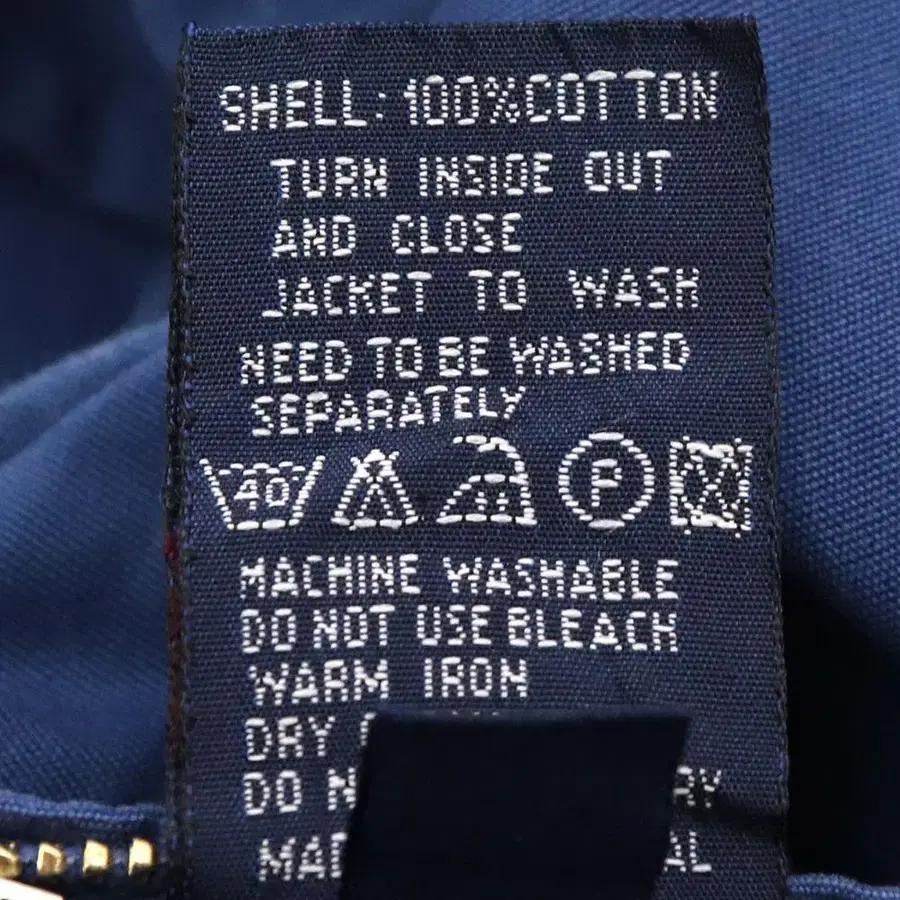 SHELL: 100%COTTON
TURN INSIDE OUT
AND CLOSE
JACKET TO WASH
NEED TO BE WASHED
SEPARATELY
40 P
MACHINE WASHABLE
DO NOT USE BLEACH
WARM IRON
DRY
DO